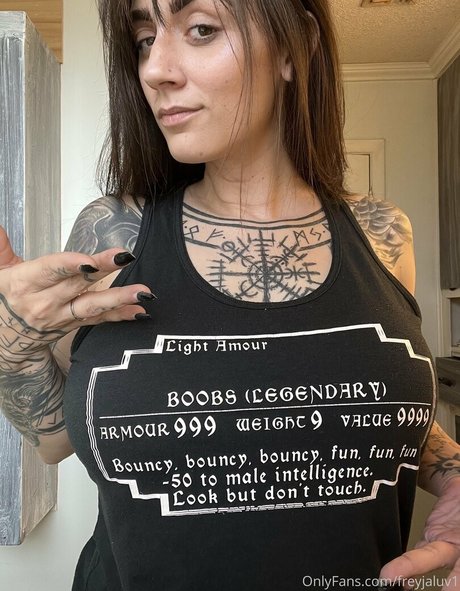 Light Amour
BOOBS (LEGENDARY)
ARMOUR 999 WEIGHT 9 VALUE 9999
Bouncy, bouncy, bouncy, fun, fun, fun
-50 to male intelligence.
Look but don't touch.
OnlyFans.com/freyjaluv1